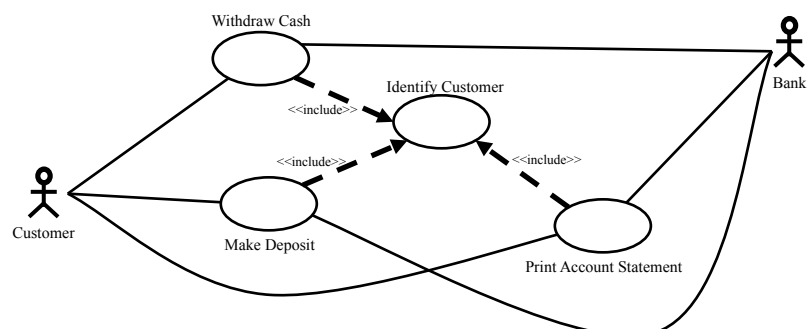 Withdraw Cash
Bank
Identify Customer
<<include>>
<<include>>
<<include>>
Customer
Make Deposit
Print Account Statement